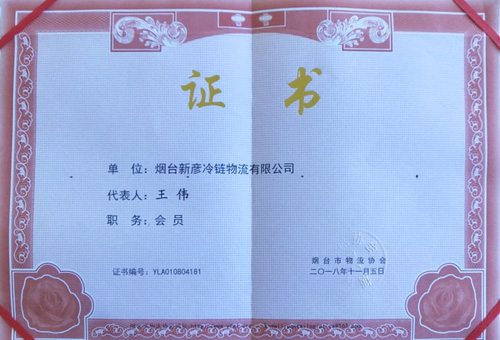 证 书
单 位：烟台新彦冷链物流有限公司
代表人：王 伟
职 务：会 员
证书编号：YLA010804181
烟台市物流协会
二〇一八年十一月五日